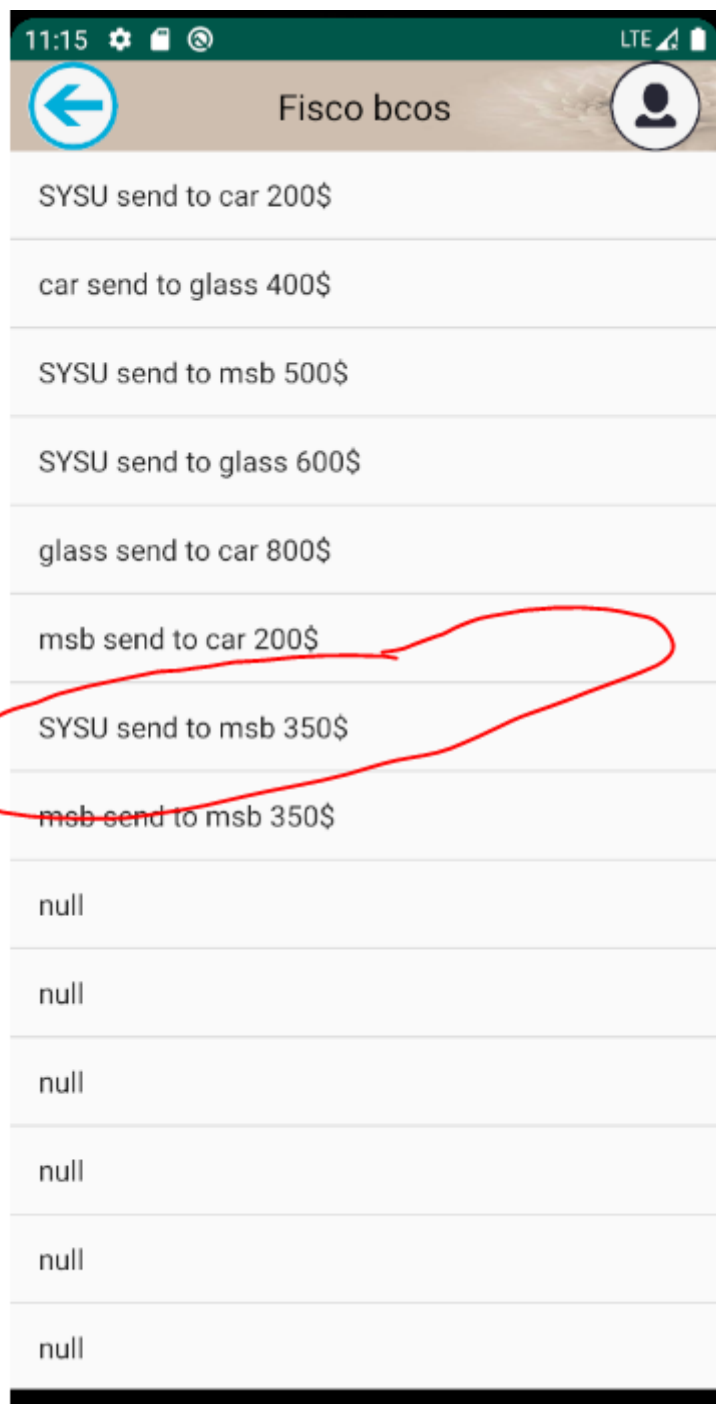 11:15 LTE
Fisco bcos
SYSU send to car 200$
car send to glass 400$
SYSU send to msb 500$
SYSU send to glass 600$
glass send to car 800$
msb send to car 200$
SYSU send to msb 350$
msb send to msb 350$
null
null
null
null
null
null